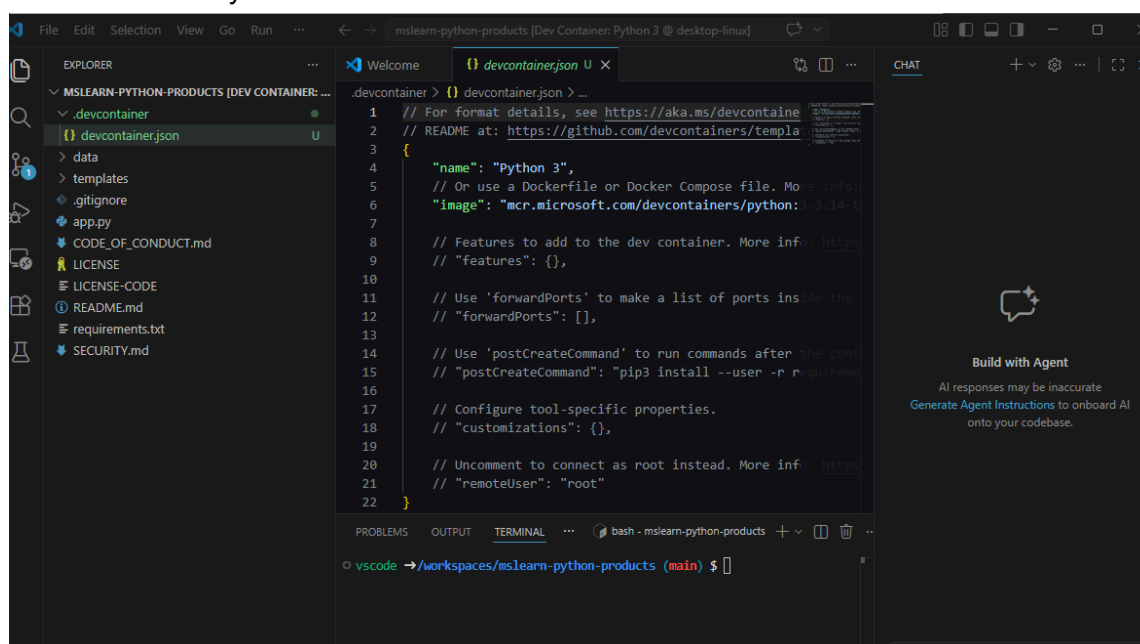 File Edit Selection View Go Run ···
mslearn-python-products [Dev Container: Python 3 @ desktop-linux]
EXPLORER ···
MSLEARN-PYTHON-PRODUCTS [DEV CONTAINER: ...
.devcontainer
{} devcontainer.json U
data
templates
.gitignore
app.py
CODE_OF_CONDUCT.md
LICENSE
LICENSE-CODE
README.md
requirements.txt
SECURITY.md
1
Welcome
{} devcontainer.json U
.devcontainer > {} devcontainer.json > ...
1 // For format details, see https://aka.ms/devcontaine
2 // README at: https://github.com/devcontainers/templa
3 {
4 "name": "Python 3",
5 // Or use a Dockerfile or Docker Compose file. More info:
6 "image": "mcr.microsoft.com/devcontainers/python:3-3.14-t
7
8 // Features to add to the dev container. More info: https
9 // "features": {},
10
11 // Use 'forwardPorts' to make a list of ports inside the
12 // "forwardPorts": [],
13
14 // Use 'postCreateCommand' to run commands after the cont
15 // "postCreateCommand": "pip3 install --user -r requireme
16
17 // Configure tool-specific properties.
18 // "customizations": {},
19
20 // Uncomment to connect as root instead. More info: https
21 // "remoteUser": "root"
22 }
PROBLEMS OUTPUT TERMINAL ··· bash - mslearn-python-products
vscode →/workspaces/mslearn-python-products (main) $
CHAT
Build with Agent
AI responses may be inaccurate
Generate Agent Instructions to onboard AI
onto your codebase.